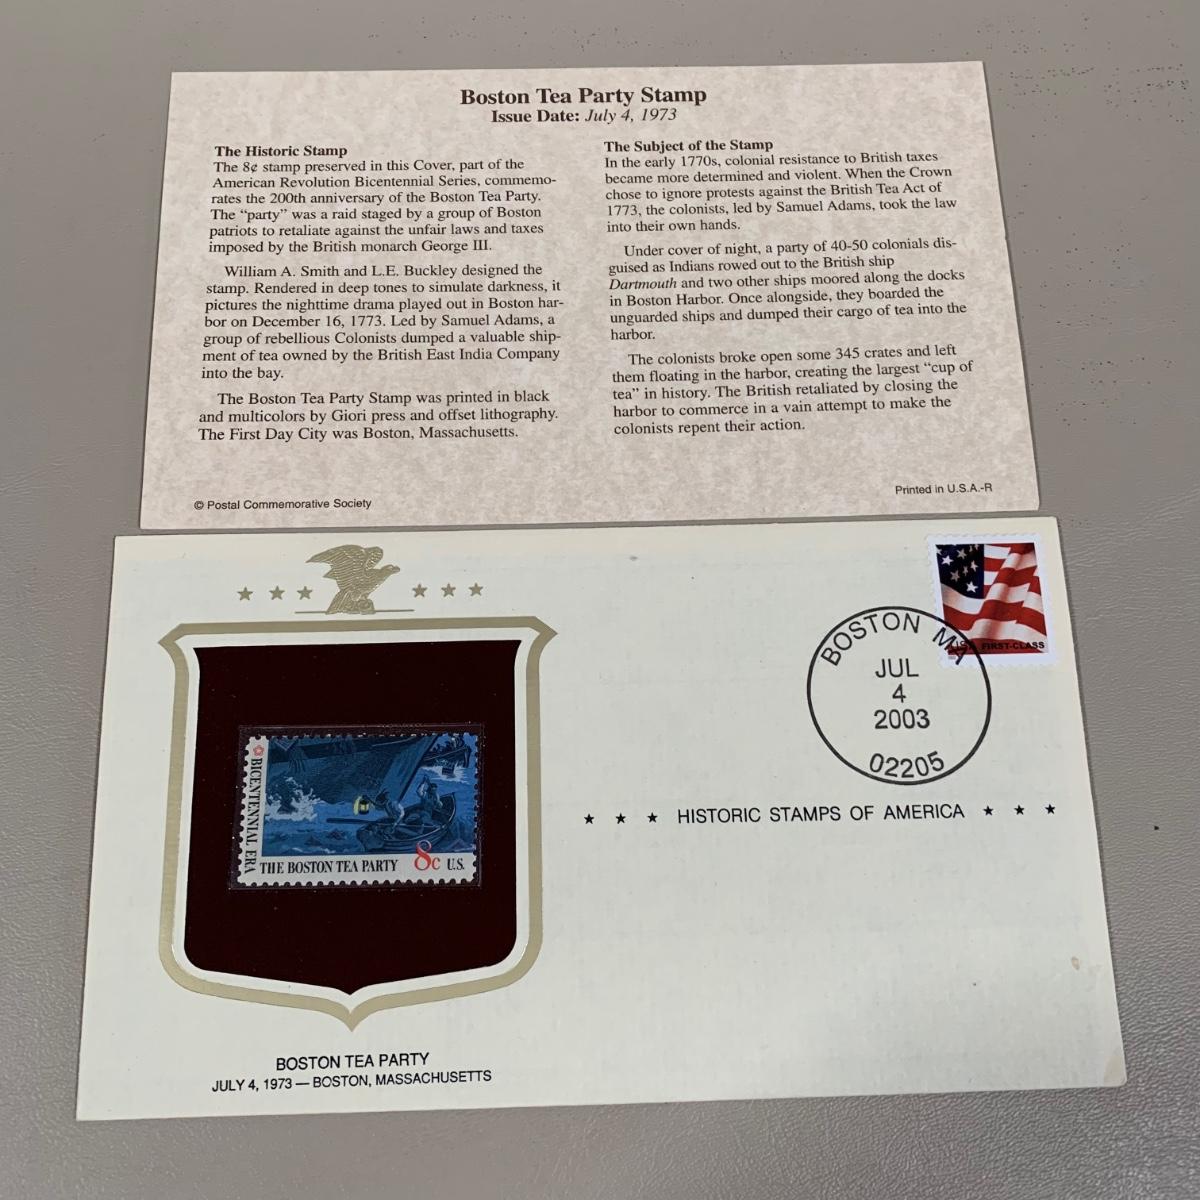 Boston Tea Party Stamp
Issue Date: July 4, 1973
The Historic Stamp
The 8¢ stamp preserved in this Cover, part of the
American Revolution Bicentennial Series, commemo-
rates the 200th anniversary of the Boston Tea Party.
The “party” was a raid staged by a group of Boston
patriots to retaliate against the unfair laws and taxes
imposed by the British monarch George III.
William A. Smith and L.E. Buckley designed the
stamp. Rendered in deep tones to simulate darkness, it
pictures the nighttime drama played out in Boston har-
bor on December 16, 1773. Led by Samuel Adams, a
group of rebellious Colonists dumped a valuable ship-
ment of tea owned by the British East India Company
into the bay.
The Boston Tea Party Stamp was printed in black
and multicolors by Giori press and offset lithography.
The First Day City was Boston, Massachusetts.
The Subject of the Stamp
In the early 1770s, colonial resistance to British taxes
became more determined and violent. When the Crown
chose to ignore protests against the British Tea Act of
1773, the colonists, led by Samuel Adams, took the law
into their own hands.
Under cover of night, a party of 40-50 colonials dis-
guised as Indians rowed out to the British ship
Dartmouth and two other ships moored along the docks
in Boston Harbor. Once alongside, they boarded the
unguarded ships and dumped their cargo of tea into the
harbor.
The colonists broke open some 345 crates and left
them floating in the harbor, creating the largest “cup of
tea” in history. The British retaliated by closing the
harbor to commerce in a vain attempt to make the
colonists repent their action.
© Postal Commemorative Society
Printed in U.S.A.-R
FIRST-CLASS
BOSTON MA
JUL
4
2003
02205
BICENTENNIAL ERA
THE BOSTON TEA PARTY 8c U.S.
★ ★ ★ HISTORIC STAMPS OF AMERICA ★ ★ ★
BOSTON TEA PARTY
JULY 4, 1973 — BOSTON, MASSACHUSETTS